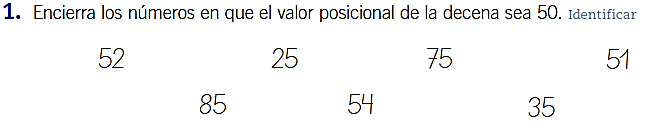 1. Encierra los números en que el valor posicional de la decena sea 50. Identificar
52 25 75 51
85 54 35